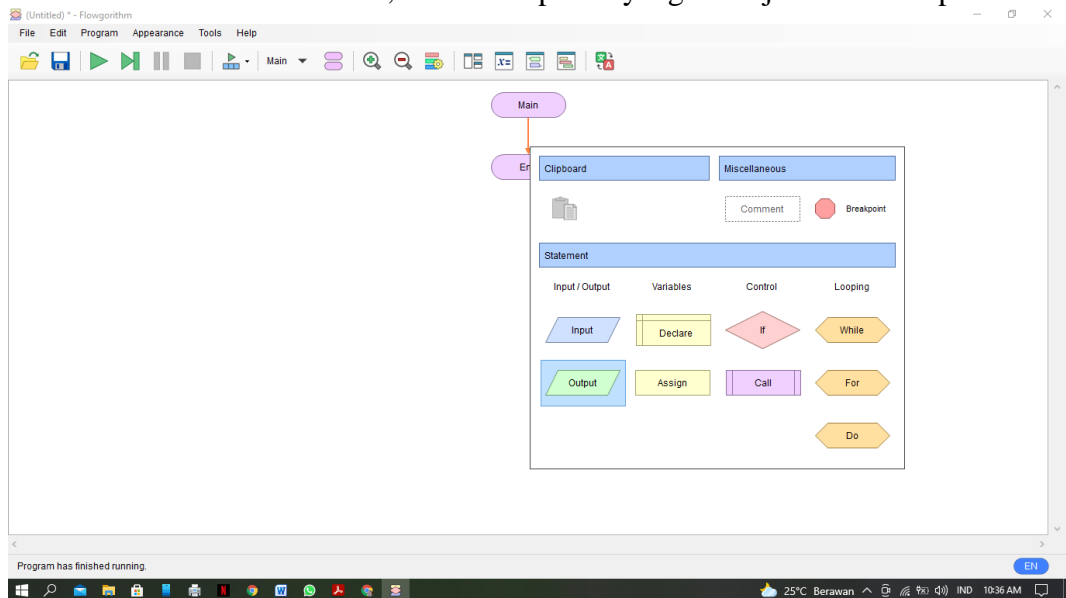 (Untitled) * - Flowgorithm
File Edit Program Appearance Tools Help
Main
Main
Clipboard Miscellaneous
Comment Breakpoint
Statement
Input / Output Variables Control Looping
Input Declare If While
Output Assign Call For
Do
Program has finished running. EN
25°C Berawan IND 10:36 AM